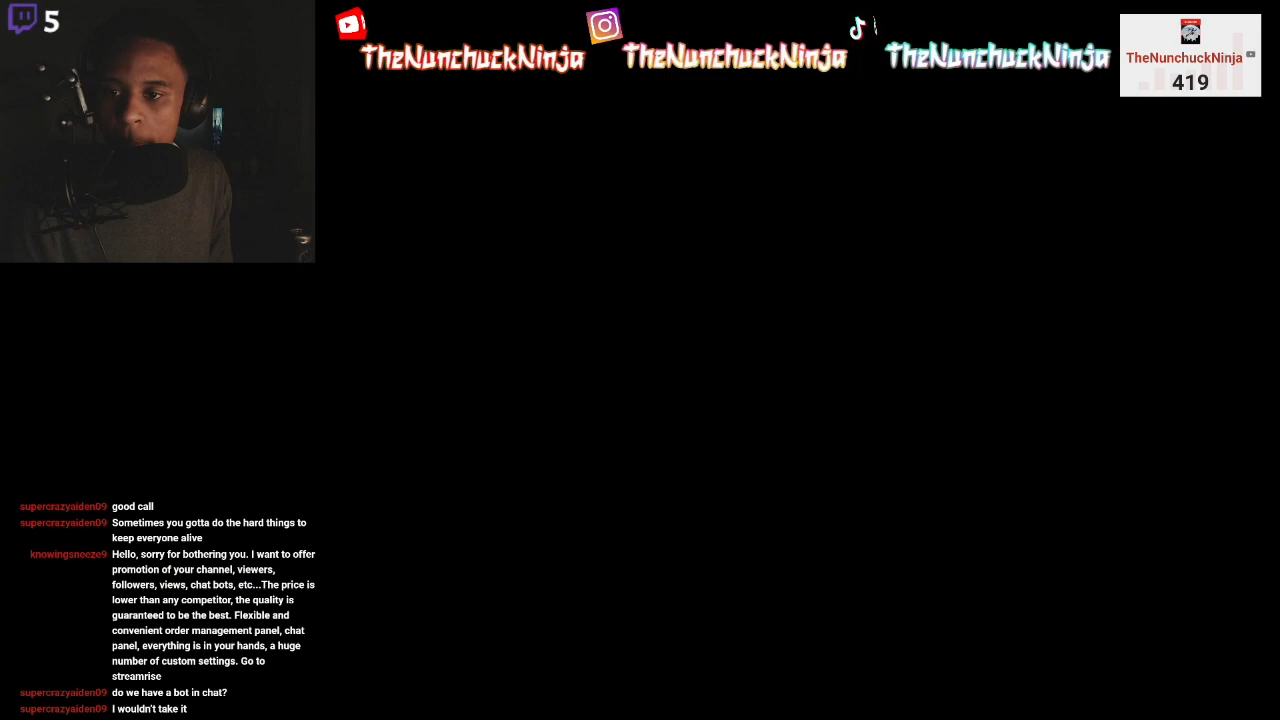 5
TheNunchuckNinja
TheNunchuckNinja
TheNunchuckNinja
TheNunchuckNinja
419
supercrazyaiden09 good call
supercrazyaiden09 Sometimes you gotta do the hard things to
keep everyone alive
knowingsneeze9 Hello, sorry for bothering you. I want to offer
promotion of your channel, viewers,
followers, views, chat bots, etc...The price is
lower than any competitor, the quality is
guaranteed to be the best. Flexible and
convenient order management panel, chat
panel, everything is in your hands, a huge
number of custom settings. Go to
streamrise
supercrazyaiden09 do we have a bot in chat?
supercrazyaiden09 I wouldn't take it